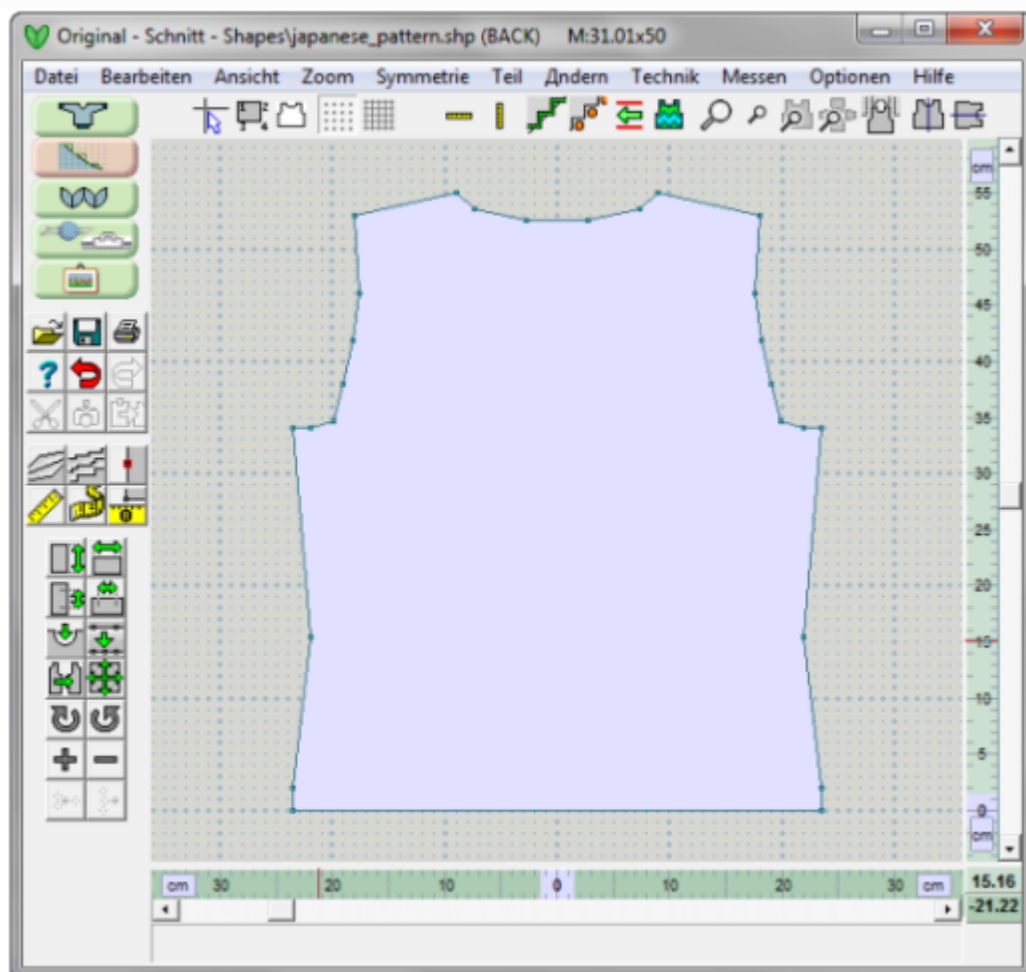 Original - Schnitt - Shapes\japanese_pattern.shp (BACK) M:31.01x50
Datei Bearbeiten Ansicht Zoom Symmetrie Teil Дndern Technik Messen Optionen Hilfe
cm
55
50
45
40
35
30
25
20
15
10
5
0
cm
cm 30 20 10 0 10 20 30 cm
15.16
-21.22